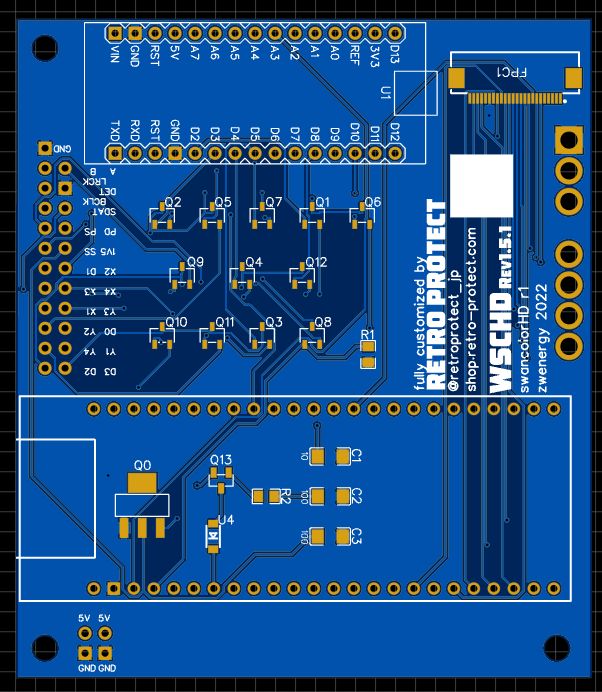 VIN GND RST 5V A7 A6 A5 A4 A3 A2 A1 A0 REF 3V3 D13
FPC1
U1
TXD RXD RST GND D2 D3 D4 D5 D6 D7 D8 D9 D10 D11 D12
GND GND
B A
LRCK DET
BCLK
SDAT
PS PD
SS 1V5
D1 X2
X3 X4
X1 Y3
Y2 D0
Y4 Y1
D2 D3
Q2 Q5 Q7 Q1 Q6
Q9 Q4 Q12
Q10 Q11 Q3 Q8
R1
fully customized by
RETRO PROTECT
@retroprotect_jp
shop.retro-protect.com
WSCHD Rev1.5.1
swancolorHD r1
zwenergy 2022
Q0
Q13
R2
U4
10 C1
100 C2
100 C3
5V 5V
GND GND